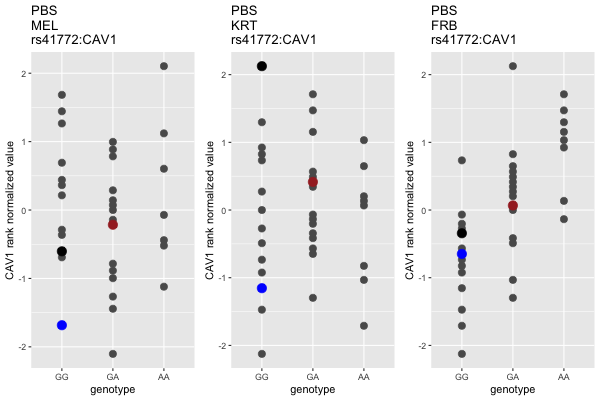 PBS
MEL
rs41772:CAV1
CAV1 rank normalized value
2
1
0
-1
-2
GG
GA
AA
genotype
PBS
KRT
rs41772:CAV1
CAV1 rank normalized value
2
1
0
-1
-2
GG
GA
AA
genotype
PBS
FRB
rs41772:CAV1
CAV1 rank normalized value
2
1
0
-1
-2
GG
GA
AA
genotype